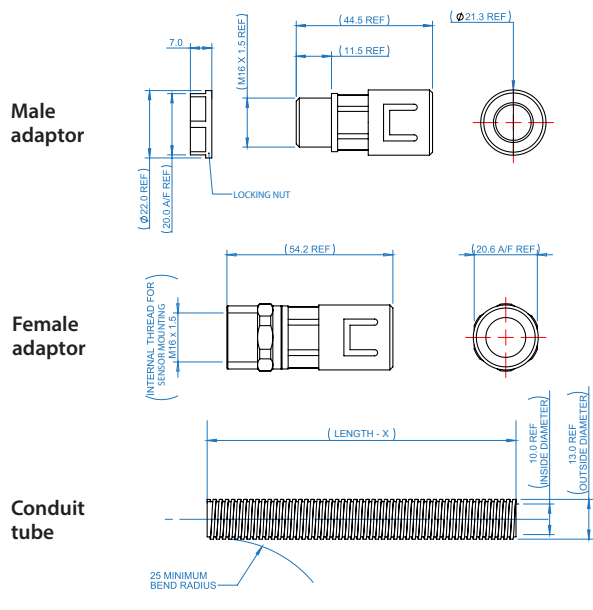 Male
adaptor
7.0
( Ø22.0 REF )
( 20.0 A/F REF )
LOCKING NUT
( M16 X 1.5 REF )
( 44.5 REF )
( 11.5 REF )
( Ø21.3 REF )
Female
adaptor
( INTERNAL THREAD FOR
SENSOR MOUNTING )
M16 x 1.5
( 54.2 REF )
( 20.6 A/F REF )
Conduit
tube
( LENGTH - X )
10.0 REF
(INSIDE DIAMETER)
13.0 REF
(OUTSIDE DIAMETER)
25 MINIMUM
BEND RADIUS